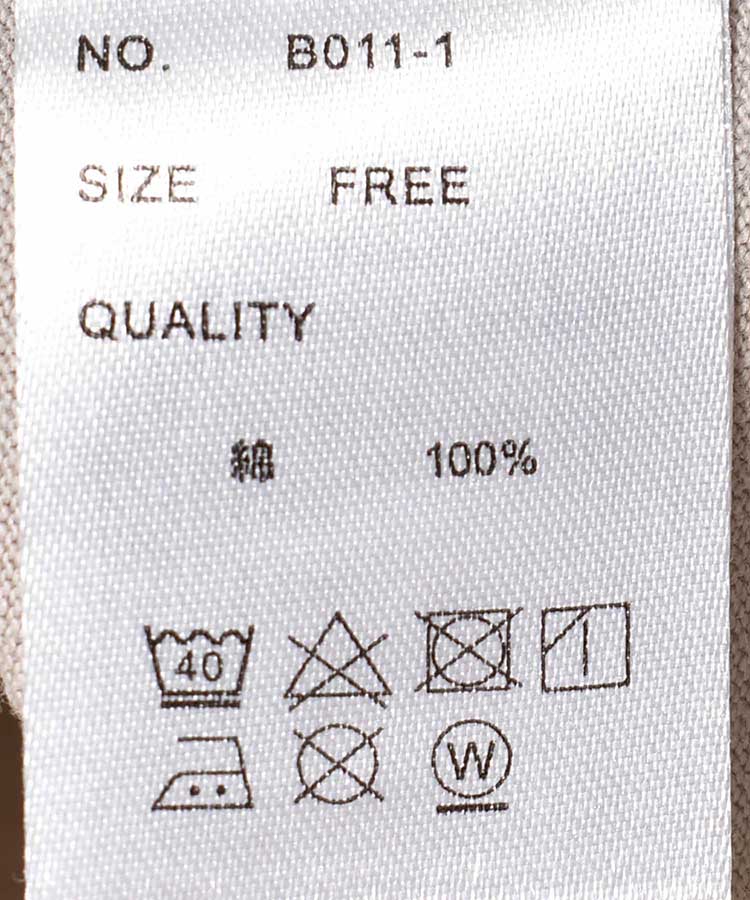 NO. B011-1
SIZE FREE
QUALITY
綿 100%
40
W